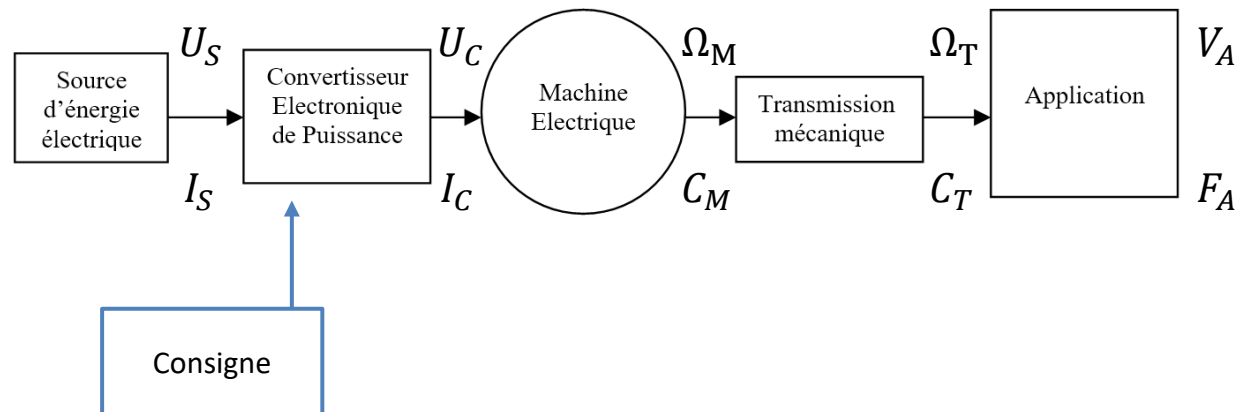 U_S
U_C
Ω_M
Ω_T
V_A
Source
d'énergie
électrique
Convertisseur
Electronique
de Puissance
Machine
Electrique
Transmission
mécanique
Application
I_S
I_C
C_M
C_T
F_A
Consigne